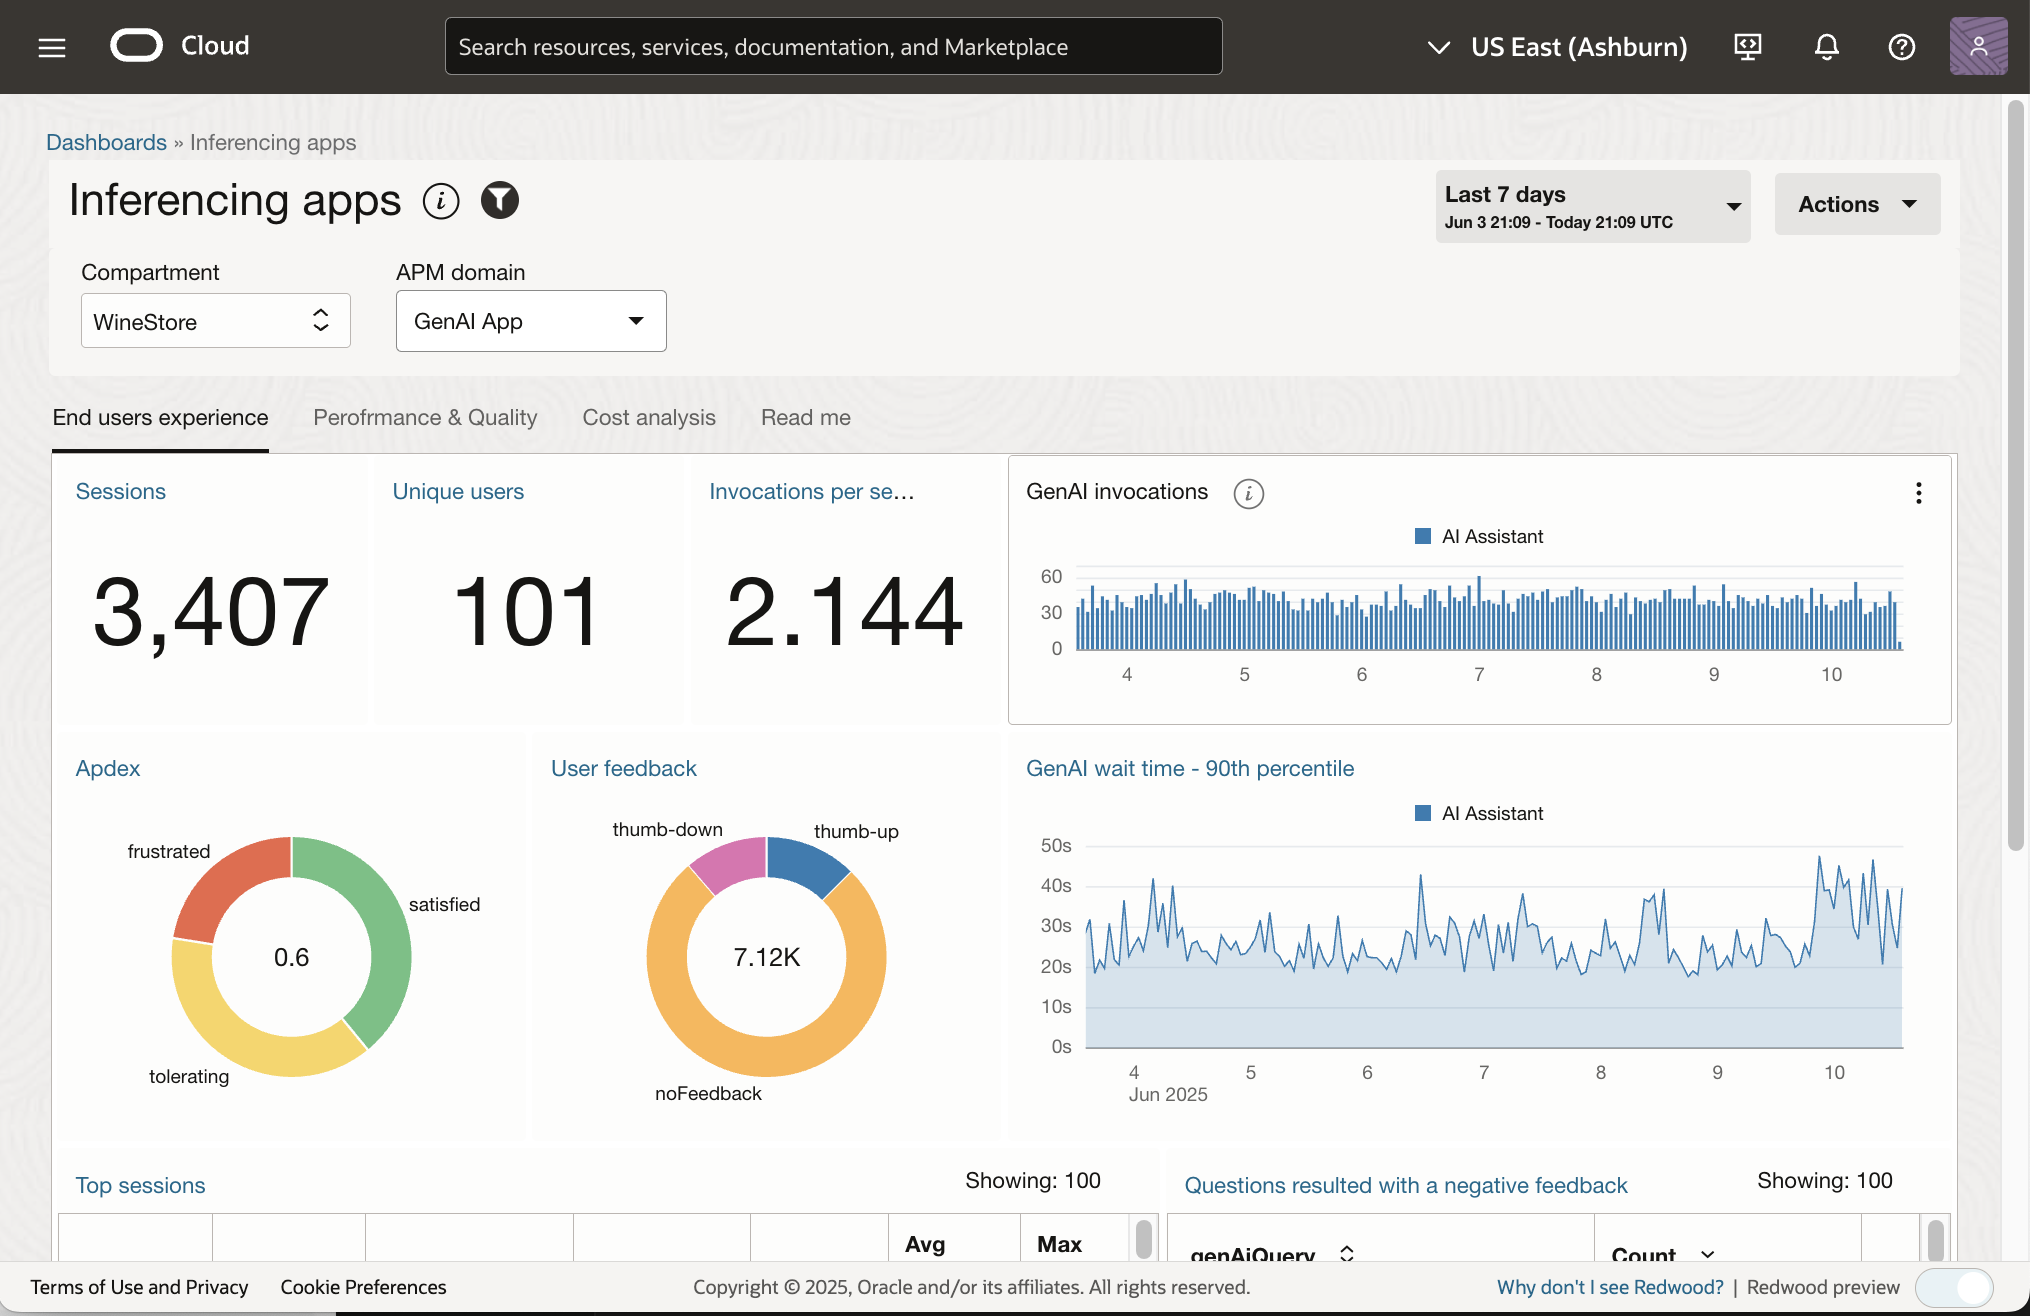 Cloud
Search resources, services, documentation, and Marketplace
US East (Ashburn)
Dashboards » Inferencing apps
Inferencing apps
Last 7 days
Jun 3 21:09 - Today 21:09 UTC
Actions
Compartment
WineStore
APM domain
GenAI App
End users experience
Perofrmance & Quality
Cost analysis
Read me
Sessions
3,407
Unique users
101
Invocations per se...
2.144
GenAI invocations
AI Assistant
60
30
0
4 5 6 7 8 9 10
Apdex
frustrated
satisfied
0.6
tolerating
User feedback
thumb-down
thumb-up
7.12K
noFeedback
GenAI wait time - 90th percentile
AI Assistant
50s
40s
30s
20s
10s
0s
4 5 6 7 8 9 10
Jun 2025
Top sessions
Showing: 100
Avg
Max
Questions resulted with a negative feedback
Showing: 100
genAiQuery
Count
Terms of Use and Privacy
Cookie Preferences
Copyright © 2025, Oracle and/or its affiliates. All rights reserved.
Why don't I see Redwood? | Redwood preview